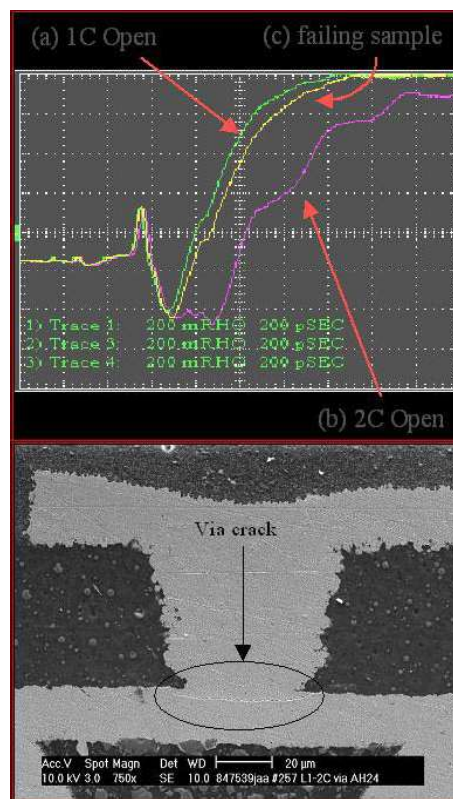 (a) 1C Open
(c) failing sample
1) Trace 1: 200 mRHO 200 pSEC
2) Trace 3: 200 mRHO 200 pSEC
3) Trace 4: 200 mRHO 200 pSEC
(b) 2C Open
Via crack
Acc.V Spot Magn Det WD 20 µm
10.0 kV 3.0 750x SE 10.0 847539jaa #257 L1-2C via AH24